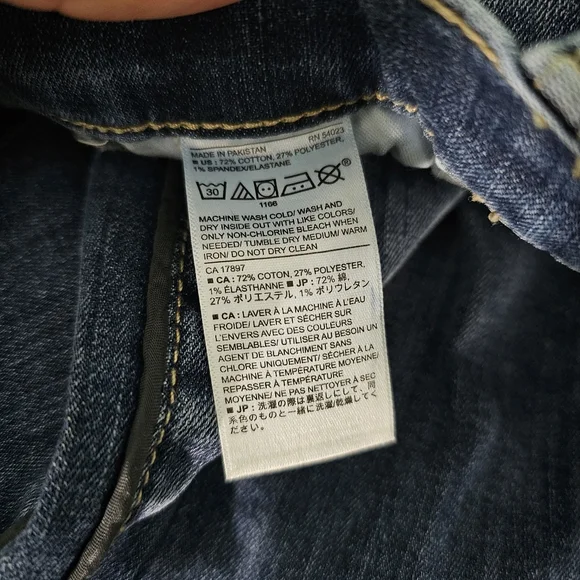 MADE IN PAKISTAN RN 54023
■ US : 72% COTTON, 27% POLYESTER,
1% SPANDEX/ELASTANE
30
®
1166
MACHINE WASH COLD/ WASH AND
DRY INSIDE OUT WITH LIKE COLORS/
ONLY NON-CHLORINE BLEACH WHEN
NEEDED/ TUMBLE DRY MEDIUM/ WARM
IRON/ DO NOT DRY CLEAN
CA 17897
■ CA : 72% COTON, 27% POLYESTER,
1% ÉLASTHANNE ■ JP : 72% 綿,
27% ポリエステル, 1% ポリウレタン
■ CA : LAVER À LA MACHINE À L'EAU
FROIDE/ LAVER ET SÉCHER SUR
L'ENVERS AVEC DES COULEURS
SEMBLABLES/ UTILISER AU BESOIN UN
AGENT DE BLANCHIMENT SANS
CHLORE UNIQUEMENT/ SÉCHER À LA
MACHINE À TEMPÉRATURE MOYENNE/
REPASSER À TEMPÉRATURE
MOYENNE/ NE PAS NETTOYER À SEC
■ JP : 洗濯の際は裏返しにして、同
系色のものと一緒に洗濯/乾燥してく
ださい。